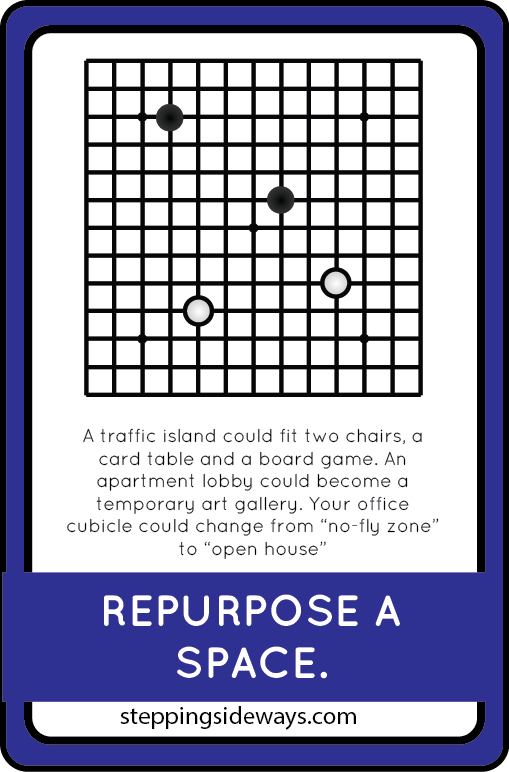 A traffic island could fit two chairs, a
card table and a board game. An
apartment lobby could become a
temporary art gallery. Your office
cubicle could change from “no-fly zone”
to “open house”
REPURPOSE A
SPACE.
steppingsideways.com